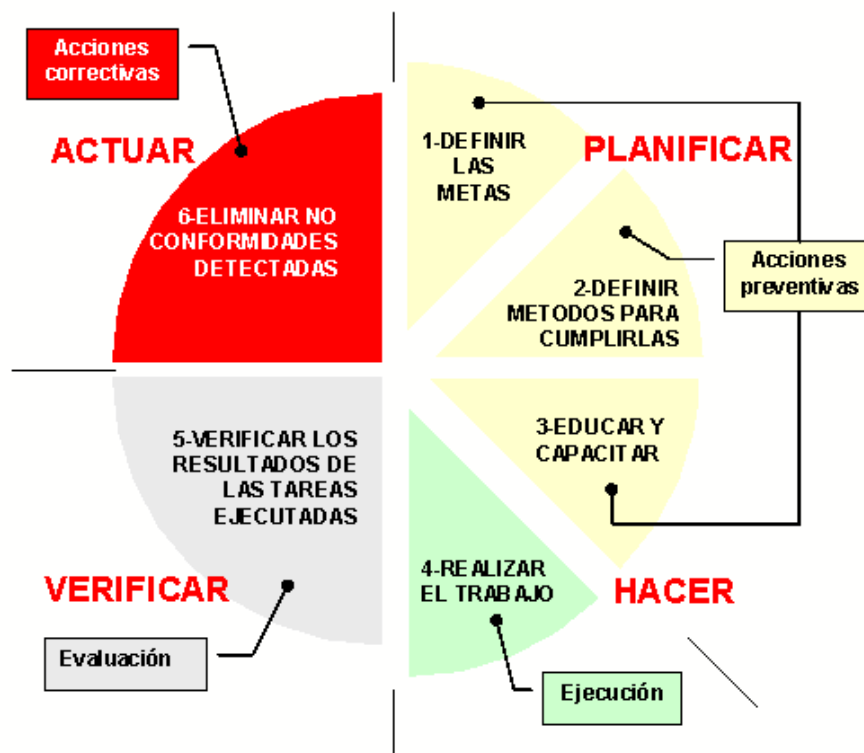 Acciones
correctivas
ACTUAR
6-ELIMINAR NO
CONFORMIDADES
DETECTADAS
1-DEFINIR
LAS
METAS
PLANIFICAR
2-DEFINIR
METODOS PARA
CUMPLIRLAS
Acciones
preventivas
3-EDUCAR Y
CAPACITAR
4-REALIZAR
EL TRABAJO
HACER
Ejecución
5-VERIFICAR LOS
RESULTADOS DE
LAS TAREAS
EJECUTADAS
VERIFICAR
Evaluación